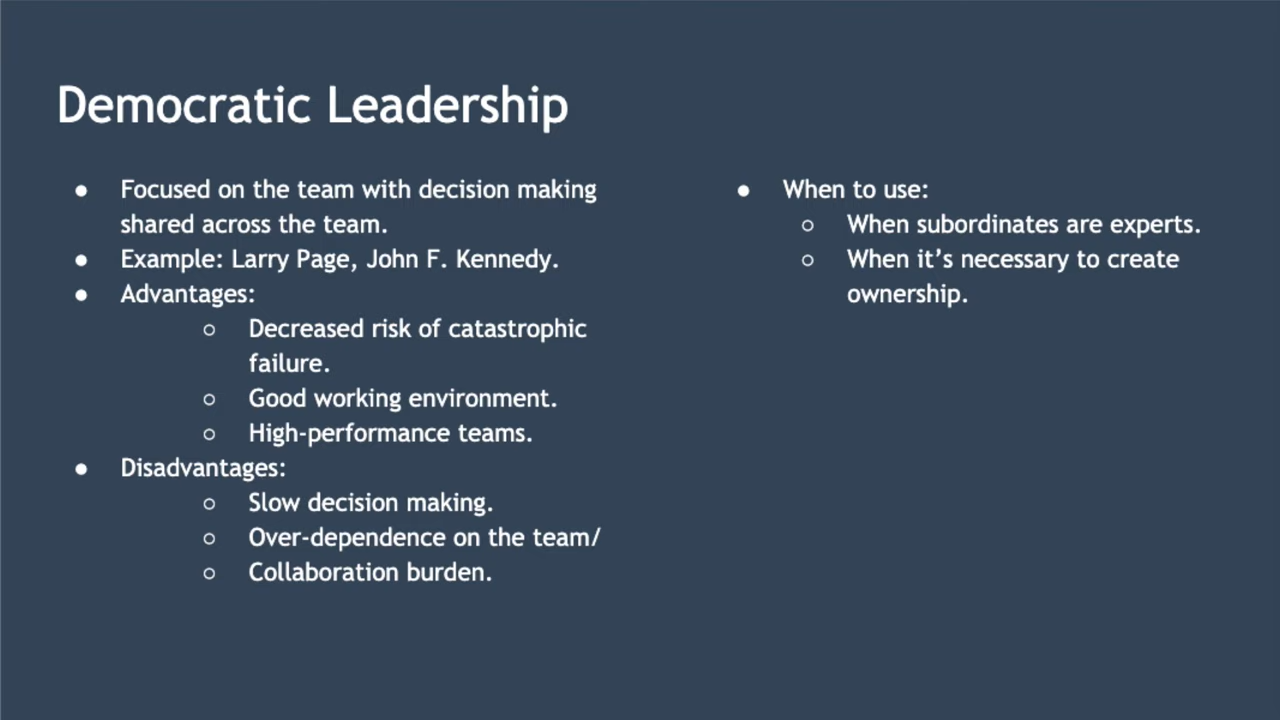 Democratic Leadership
● Focused on the team with decision making
shared across the team.
● Example: Larry Page, John F. Kennedy.
● Advantages:
○ Decreased risk of catastrophic
failure.
○ Good working environment.
○ High-performance teams.
● Disadvantages:
○ Slow decision making.
○ Over-dependence on the team/
○ Collaboration burden.
● When to use:
○ When subordinates are experts.
○ When it’s necessary to create
ownership.